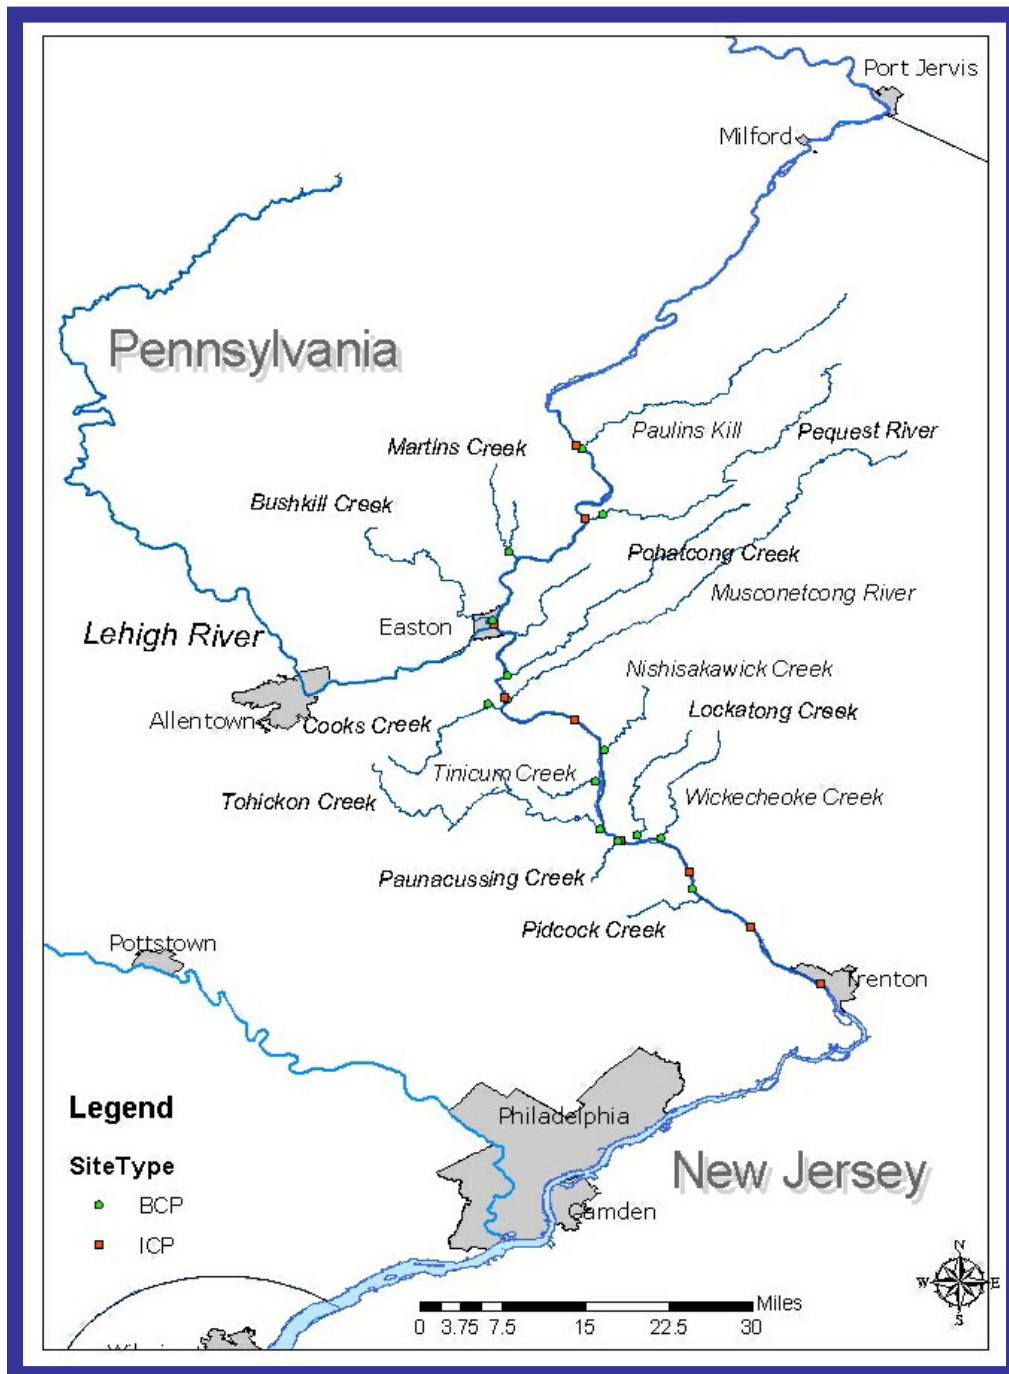 Port Jervis
Milford
Pennsylvania
Paulins Kill
Pequest River
Martins Creek
Bushkill Creek
Pohatcong Creek
Musconetcong River
Easton
Lehigh River
Nishisakawick Creek
Allentown
Cooks Creek
Lockatong Creek
Tinicum Creek
Tohickon Creek
Wickecheoke Creek
Paunacussing Creek
Pidcock Creek
Pottstown
Trenton
Legend
Philadelphia
SiteType
New Jersey
BCP
Camden
ICP
N
W E
S
Miles
0 3.75 7.5 15 22.5 30